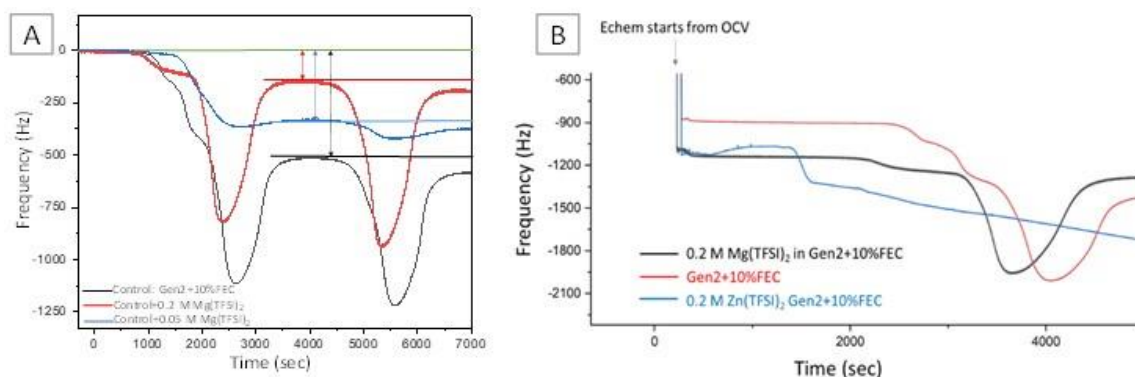 A
0
-250
-500
-750
-1000
-1250
Frequency (Hz)
Control: Gen2+10%FEC
Control+0.2 M Mg(TFSI)₂
Control+0.05 M Mg(TFSI)₂
0 1000 2000 3000 4000 5000 6000 7000
Time (sec)
B
Echem starts from OCV
-600
-900
-1200
-1500
-1800
-2100
Frequency (Hz)
0.2 M Mg(TFSI)₂ in Gen2+10%FEC
Gen2+10%FEC
0.2 M Zn(TFSI)₂ Gen2+10%FEC
0 2000 4000
Time (sec)